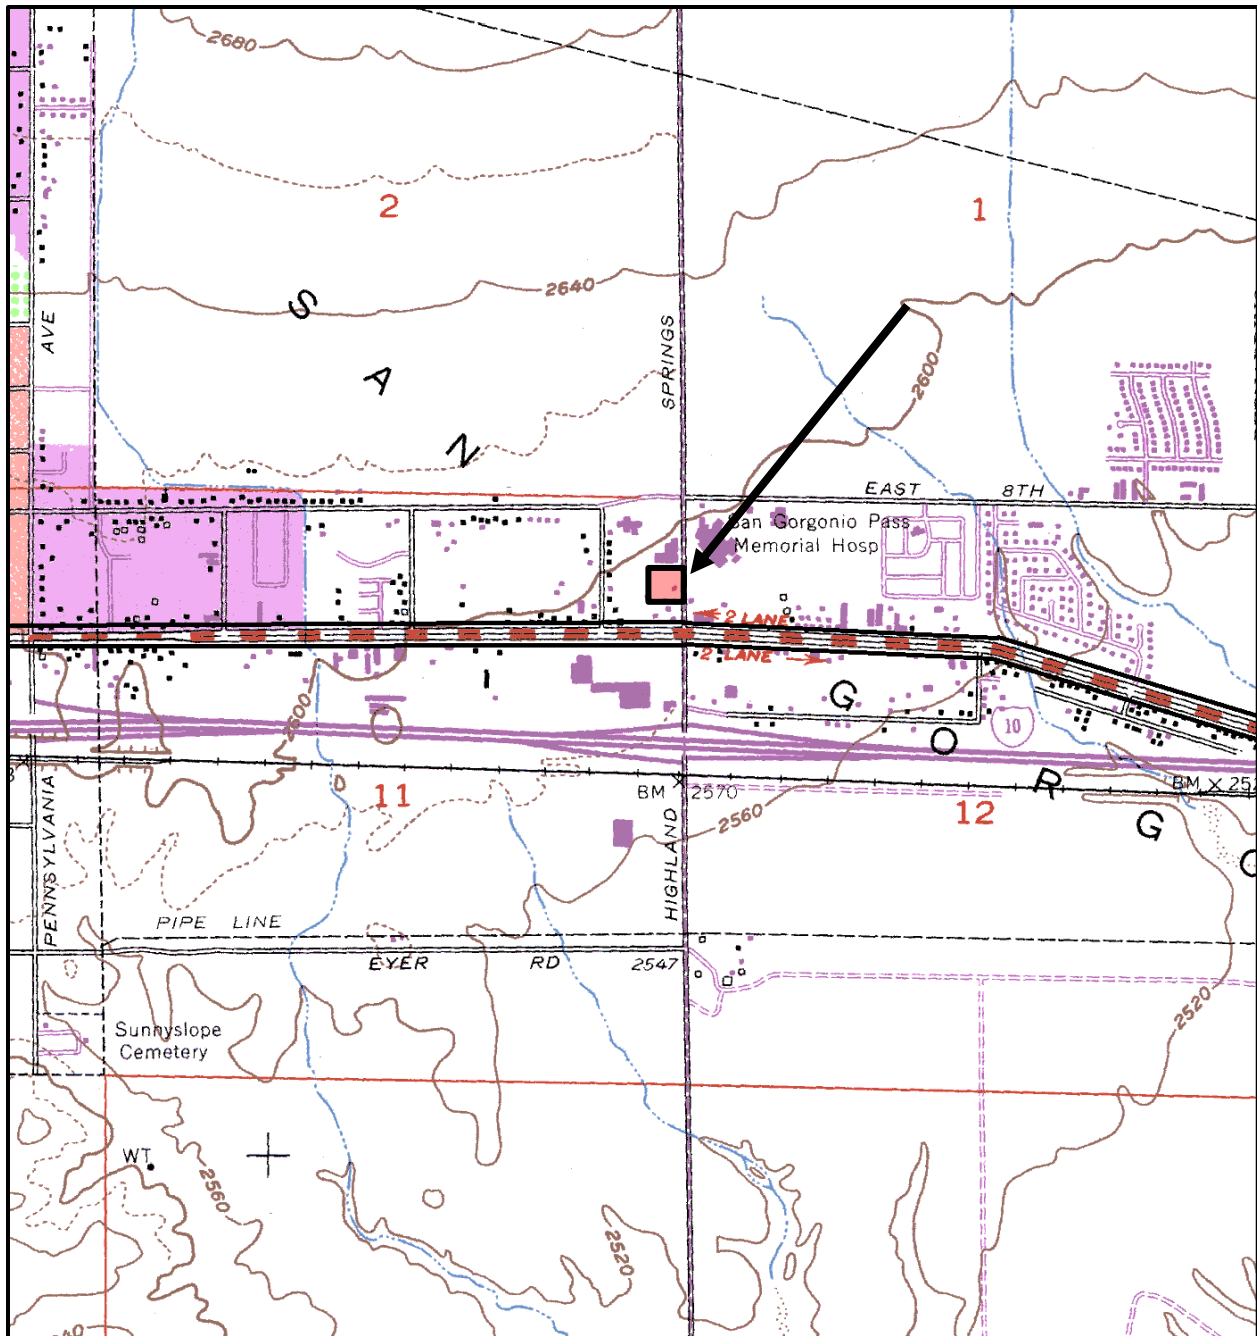 2680
2
1
S
2640
AVE
SPRINGS
A
2600
N
EAST 8TH
San Gorgonio Pass
Memorial Hosp
2 LANE
2 LANE
G
2600
O
10
PENNSYLVANIA
11
BM X 2570
R
BM X
2560
12
G
HIGHLAND
O
PIPE LINE
EYER RD 2547
2520
Sunnyslope
Cemetery
WT
2560
2520